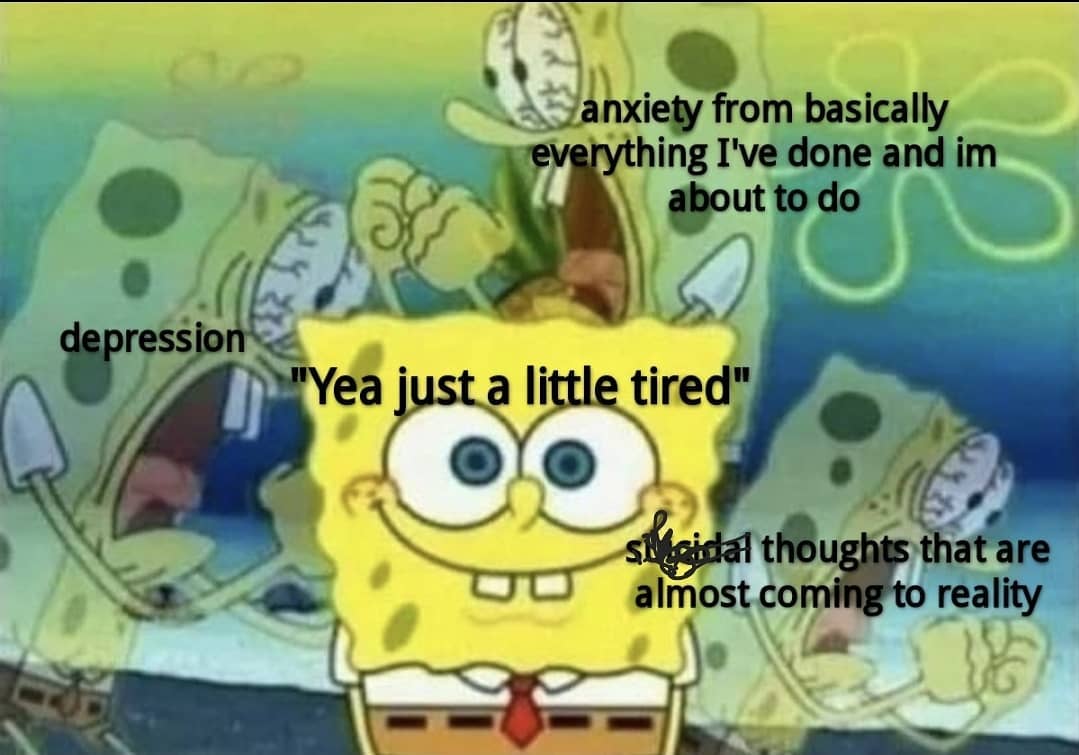 anxiety from basically
everything I've done and im
about to do
depression
"Yea just a little tired"
thoughts that are
almost coming to reality